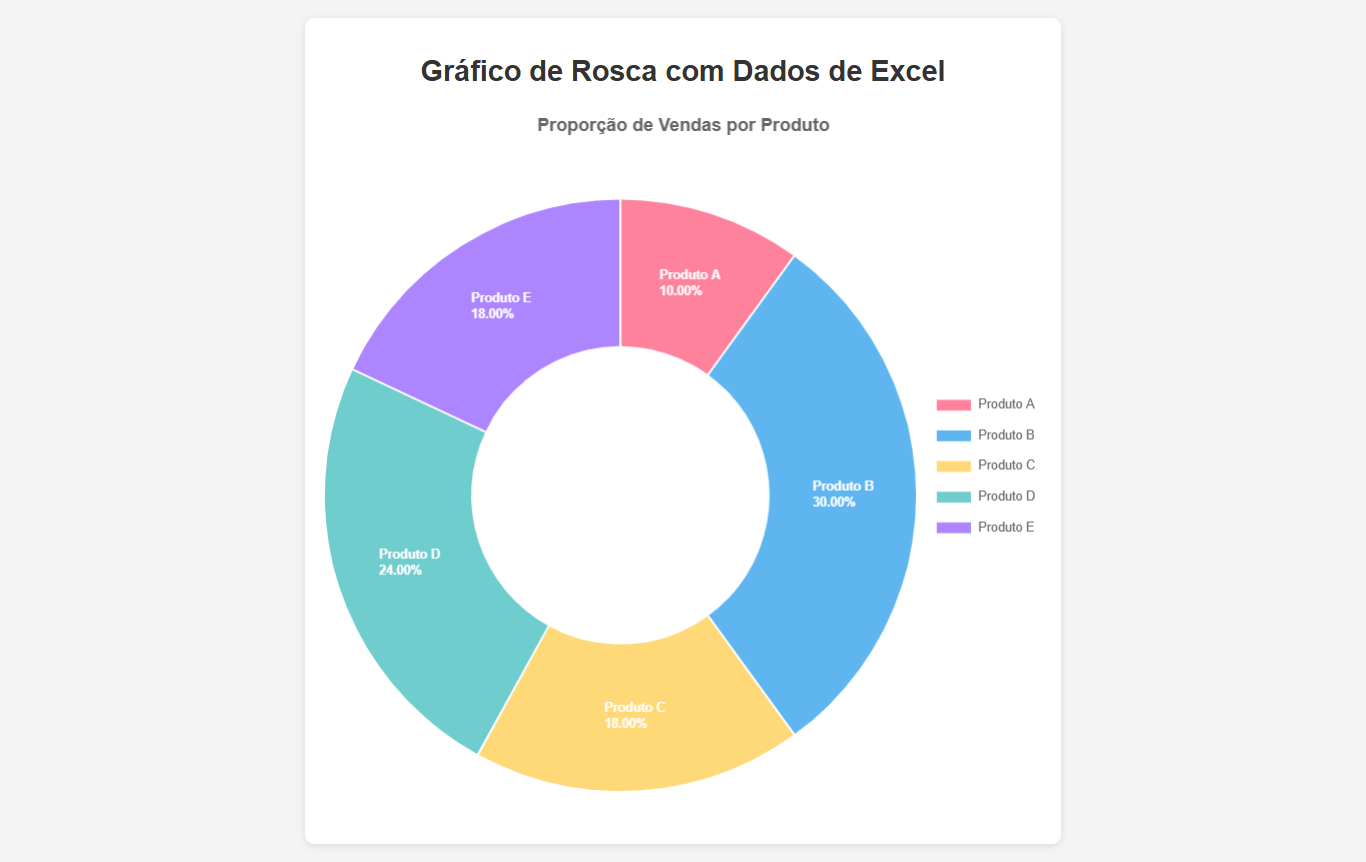 Gráfico de Rosca com Dados de Excel
Proporção de Vendas por Produto
Produto A
10.00%
Produto E
18.00%
Produto B
30.00%
Produto D
24.00%
Produto C
18.00%
Produto A
Produto B
Produto C
Produto D
Produto E